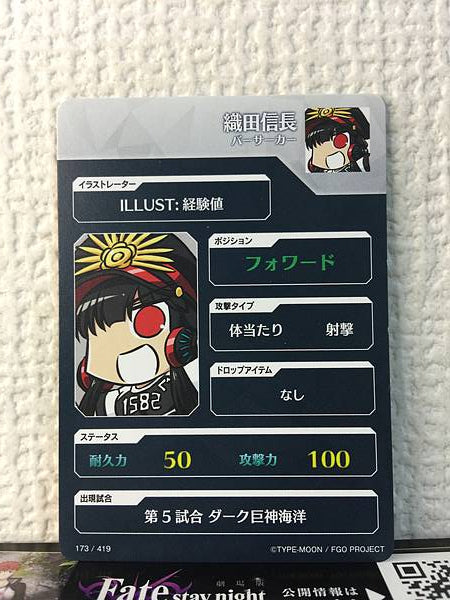 織田信長
バーサーカー
イラストレーター
ILLUST: 経験値
ポジション
フォワード
攻撃タイプ
体当たり 射撃
ドロップアイテム
なし
1582
ぐ
ステータス
耐久力 50 攻撃力 100
出現試合
第5試合 ダーク巨神海洋
173 / 419
©TYPE-MOON / FGO PROJECT
劇場版
Fate stay night
公開情報は